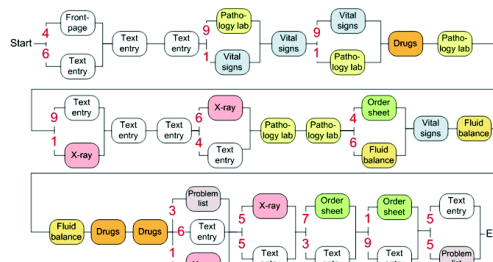 Front-
page
Text
entry
Start
4
6
Text
entry
Text
entry
Patho-
logy lab
9
1
Vital
signs
Vital
signs
Vital
signs
9
1
Patho-
logy lab
Drugs
Patho-
logy lab
Text
entry
9
1
X-ray
Text
entry
Text
entry
X-ray
6
4
Text
entry
Patho-
logy lab
Patho-
logy lab
Order
sheet
4
6
Fluid
balance
Vital
signs
Fluid
balance
Fluid
balance
Drugs
Drugs
Problem
list
3
6
Text
entry
1
X-ray
5
5
Text
Order
sheet
7
3
Text
Order
sheet
1
9
Text
Text
entry
5
5
Problem
list